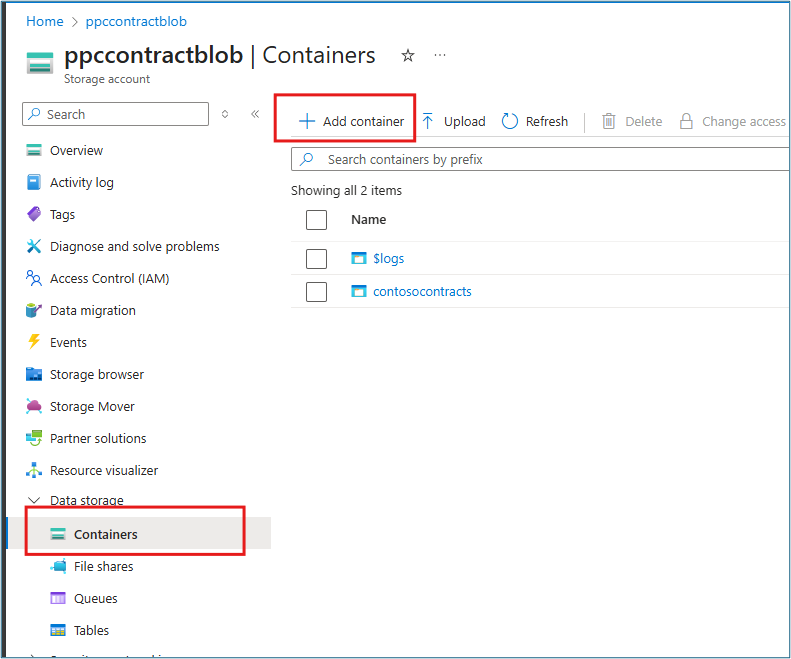 Home > ppccontractblob
ppccontractblob | Containers
Storage account
Search
Overview
Activity log
Tags
Diagnose and solve problems
Access Control (IAM)
Data migration
Events
Storage browser
Storage Mover
Partner solutions
Resource visualizer
Data storage
Containers
File shares
Queues
Tables
Add container Upload Refresh Delete Change access
Search containers by prefix
Showing all 2 items
Name
$logs
contosocontracts